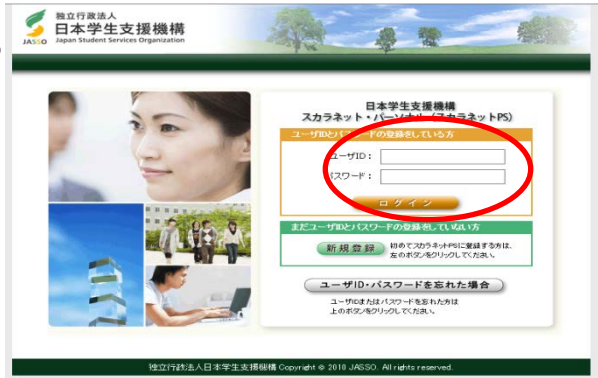 独立行政法人
日本学生支援機構
JASSO Japan Student Services Organization
日本学生支援機構
スカラネット・パーソナル（スカラネットPS）
ユーザIDとパスワードの登録をしている方
ユーザID：
パスワード：
ログイン
まだユーザIDとパスワードの登録をしていない方
新規登録
初めてスカラネットPSに登録する方は、
左のボタンをクリックしてください。
ユーザID・パスワードを忘れた場合
ユーザIDまたはパスワードを忘れた方は
上のボタンをクリックしてください。
独立行政法人日本学生支援機構 Copyright © 2010 JASSO. All rights reserved.